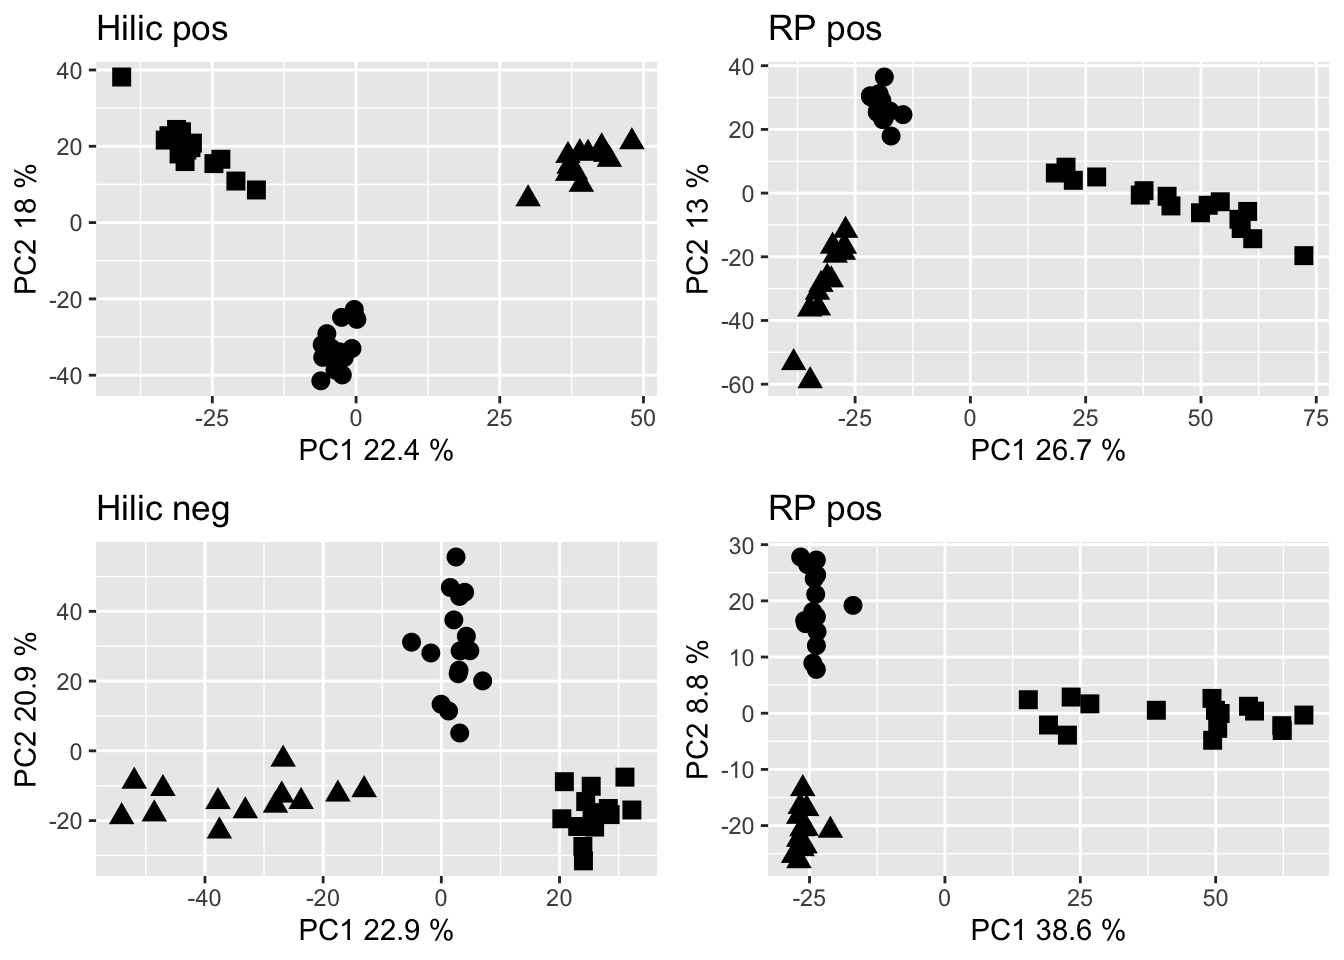 Hilic pos
40
20
0
-20
-40
PC2 18 %
-25 0 25 50
PC1 22.4 %
RP pos
40
20
0
-20
-40
-60
PC2 13 %
-25 0 25 50 75
PC1 26.7 %
Hilic neg
40
20
0
-20
PC2 20.9 %
-40 -20 0 20
PC1 22.9 %
RP pos
30
20
10
0
-10
-20
PC2 8.8 %
-25 0 25 50
PC1 38.6 %